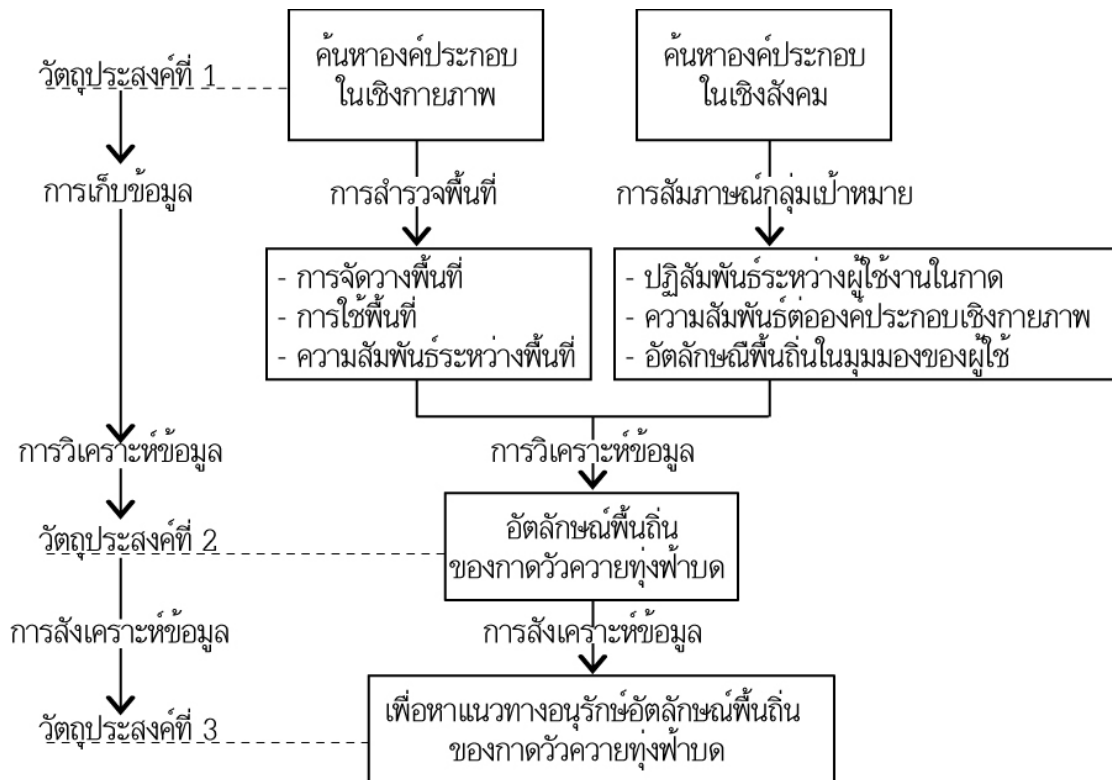 วัตถุประสงค์ที่ 1
ค้นหาองค์ประกอบ
ในเชิงกายภาพ
ค้นหาองค์ประกอบ
ในเชิงสังคม
การเก็บข้อมูล
การสำรวจพื้นที่
การสัมภาษณ์กลุ่มเป้าหมาย
- การจัดวางพื้นที่
- การใช้พื้นที่
- ความสัมพันธ์ระหว่างพื้นที่
- ปฏิสัมพันธ์ระหว่างผู้ใช้งานในกาด
- ความสัมพันธ์ต่อองค์ประกอบเชิงกายภาพ
- อัตลักษณืพื้นถิ่นในมุมมองของผู้ใช้
การวิเคราะห์ข้อมูล
การวิเคราะห์ข้อมูล
วัตถุประสงค์ที่ 2
อัตลักษณ์พื้นถิ่น
ของกาดวัวควายทุ่งฟ้าบด
การสังเคราะห์ข้อมูล
การสังเคราะห์ข้อมูล
วัตถุประสงค์ที่ 3
เพื่อหาแนวทางอนุรักษ์อัตลักษณ์พื้นถิ่น
ของกาดวัวควายทุ่งฟ้าบด